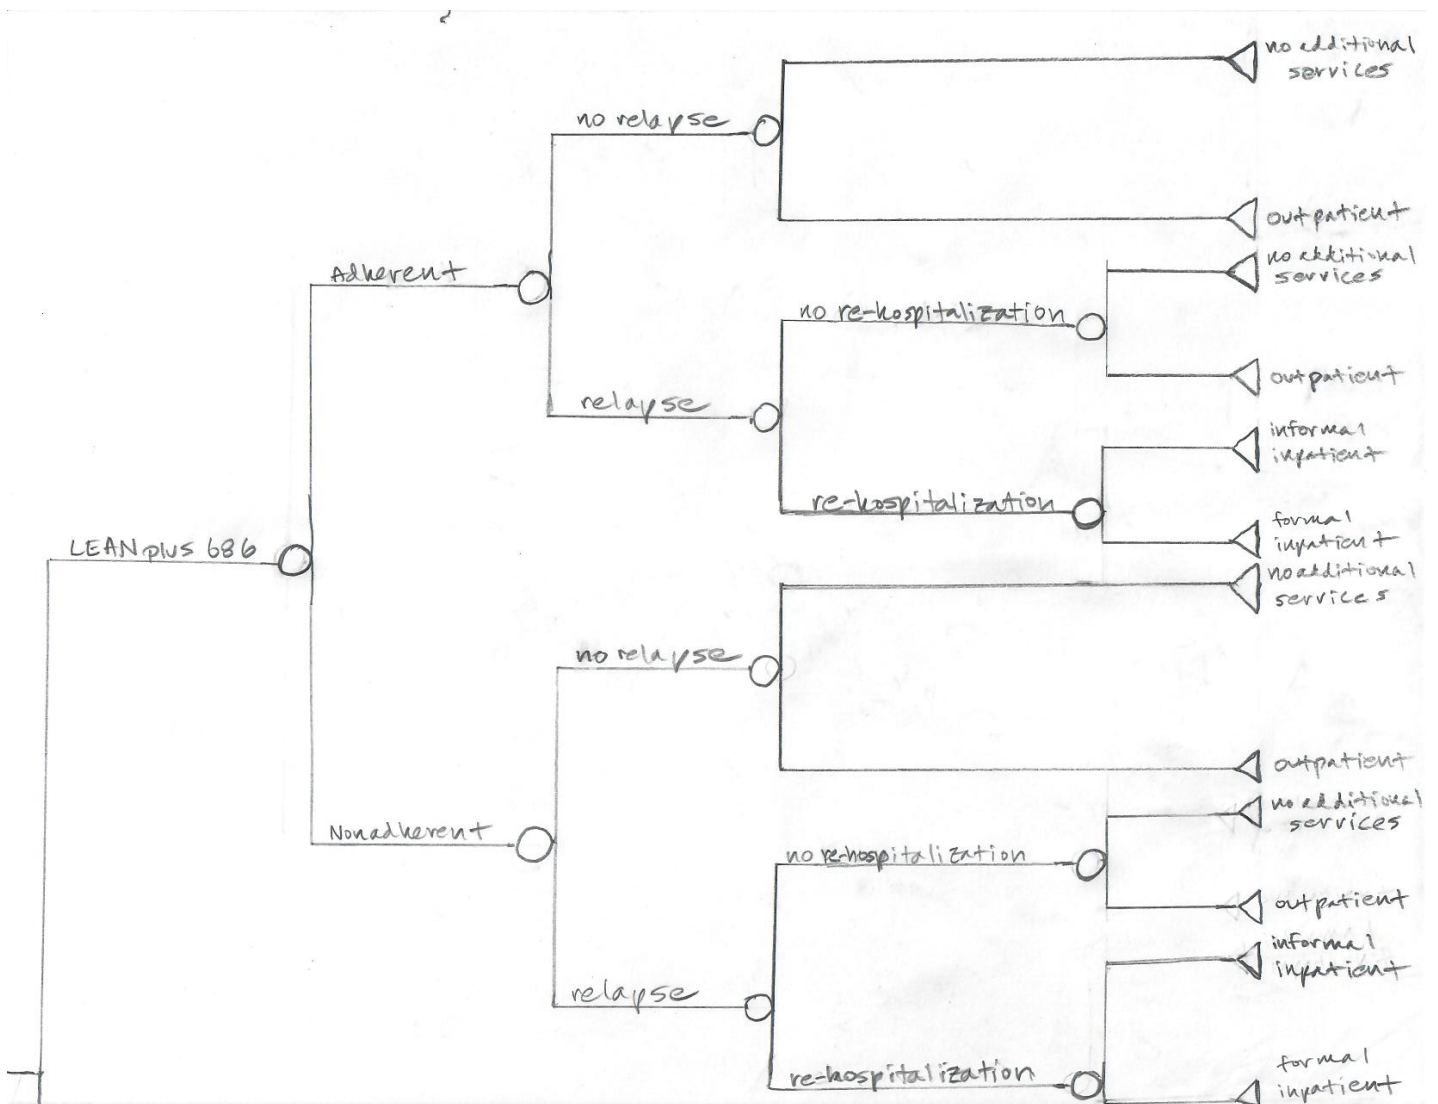 no additional
services
no relapse
outpatient
Adherent
no additional
services
no re-hospitalization
outpatient
relapse
informal
inpatient
re-hospitalization
formal
inpatient
LEAN plus 686
no additional
services
no relapse
outpatient
no additional
services
Nonadherent
no re-hospitalization
outpatient
informal
inpatient
relapse
formal
re-hospitalization
inpatient